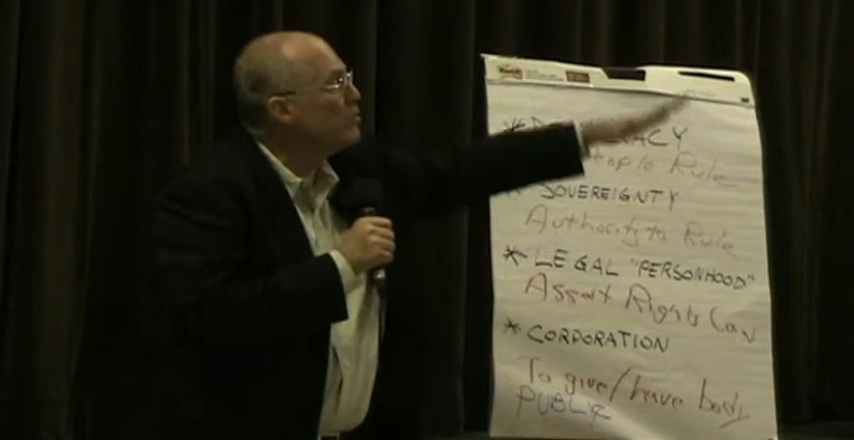 Rule
* SOVEREIGNTY
Authority to Rule
* LEGAL "PERSONHOOD"
Assert Rights Law
* CORPORATION
To give/have body
PUBLIC